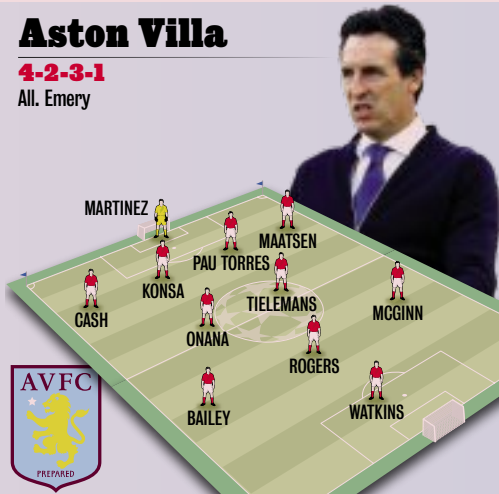 Aston Villa
4-2-3-1
All. Emery
MARTINEZ
MAATSEN
PAU TORRES
KONSA
TIELEMANS
CASH
MCGINN
ONANA
ROGERS
BAILEY
WATKINS
AVFC
PREPARED